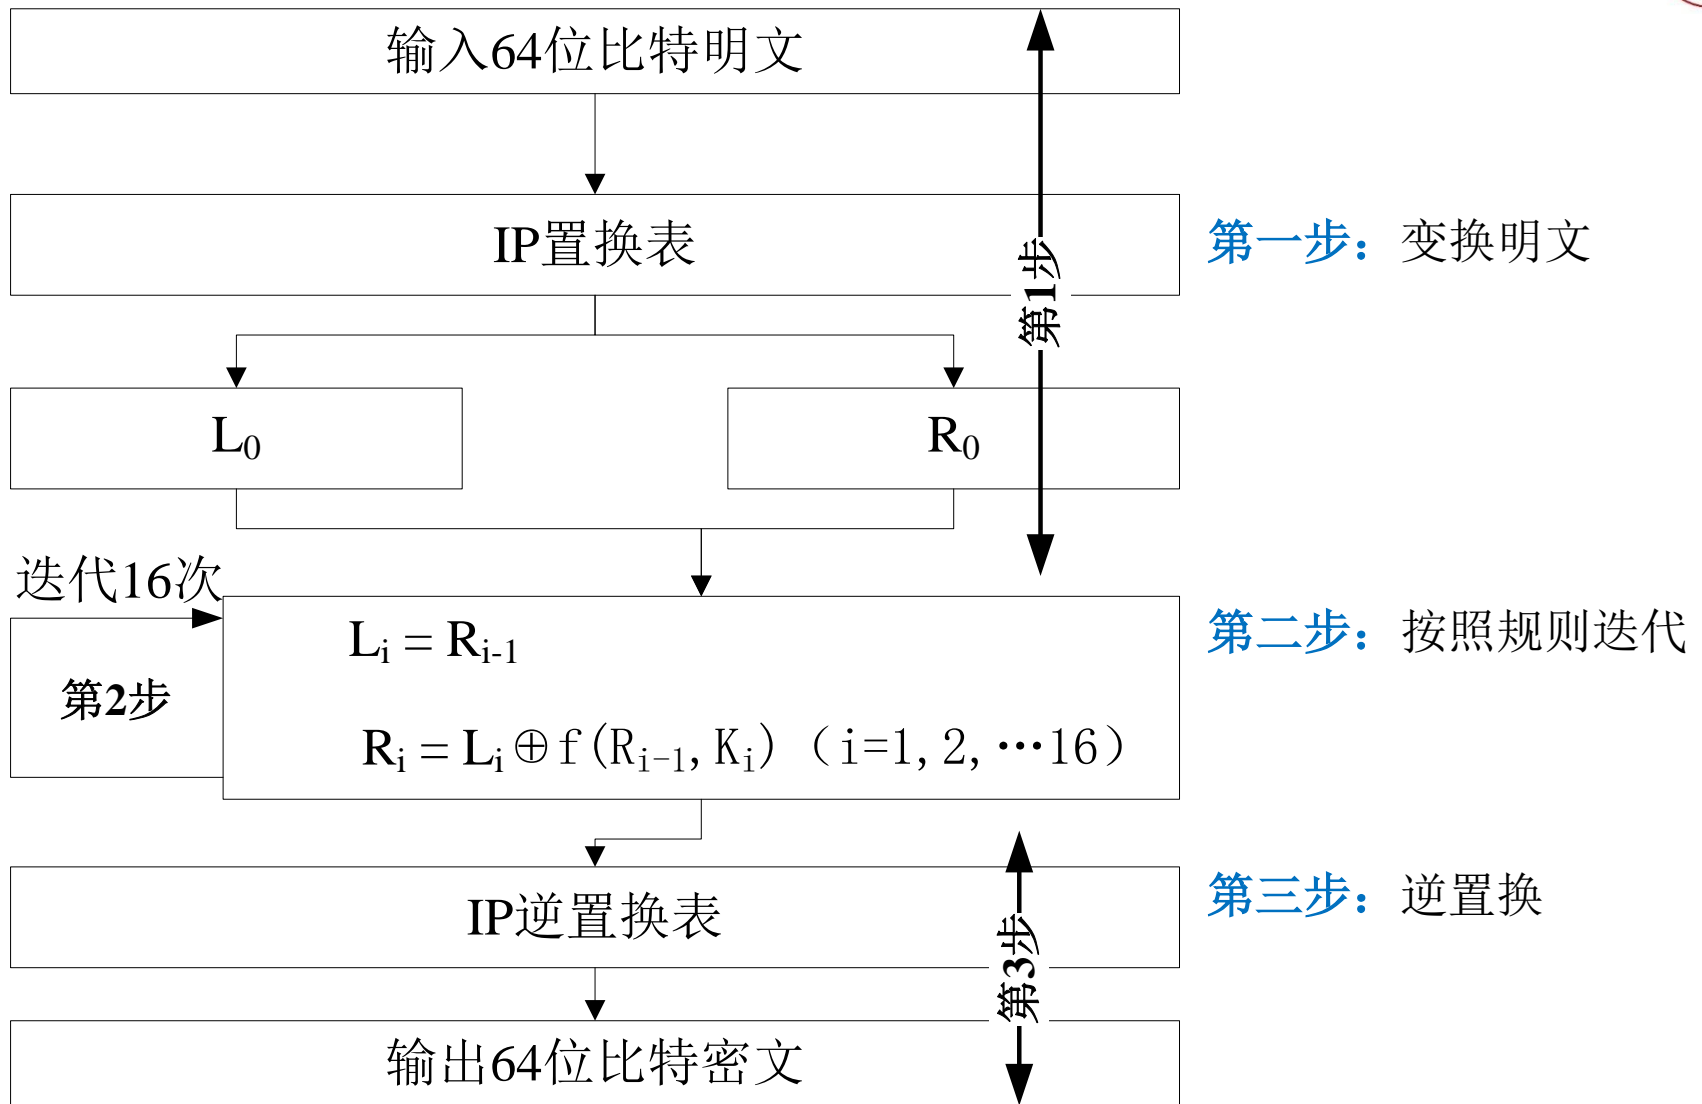 输入64位比特明文
IP置换表
第一步：变换明文
第1步
L₀
R₀
迭代16次
第2步
Lᵢ = Rᵢ₋₁
Rᵢ = Lᵢ⊕f(Rᵢ₋₁,Kᵢ)（i=1,2,…16）
第二步：按照规则迭代
IP逆置换表
第三步：逆置换
第3步
输出64位比特密文